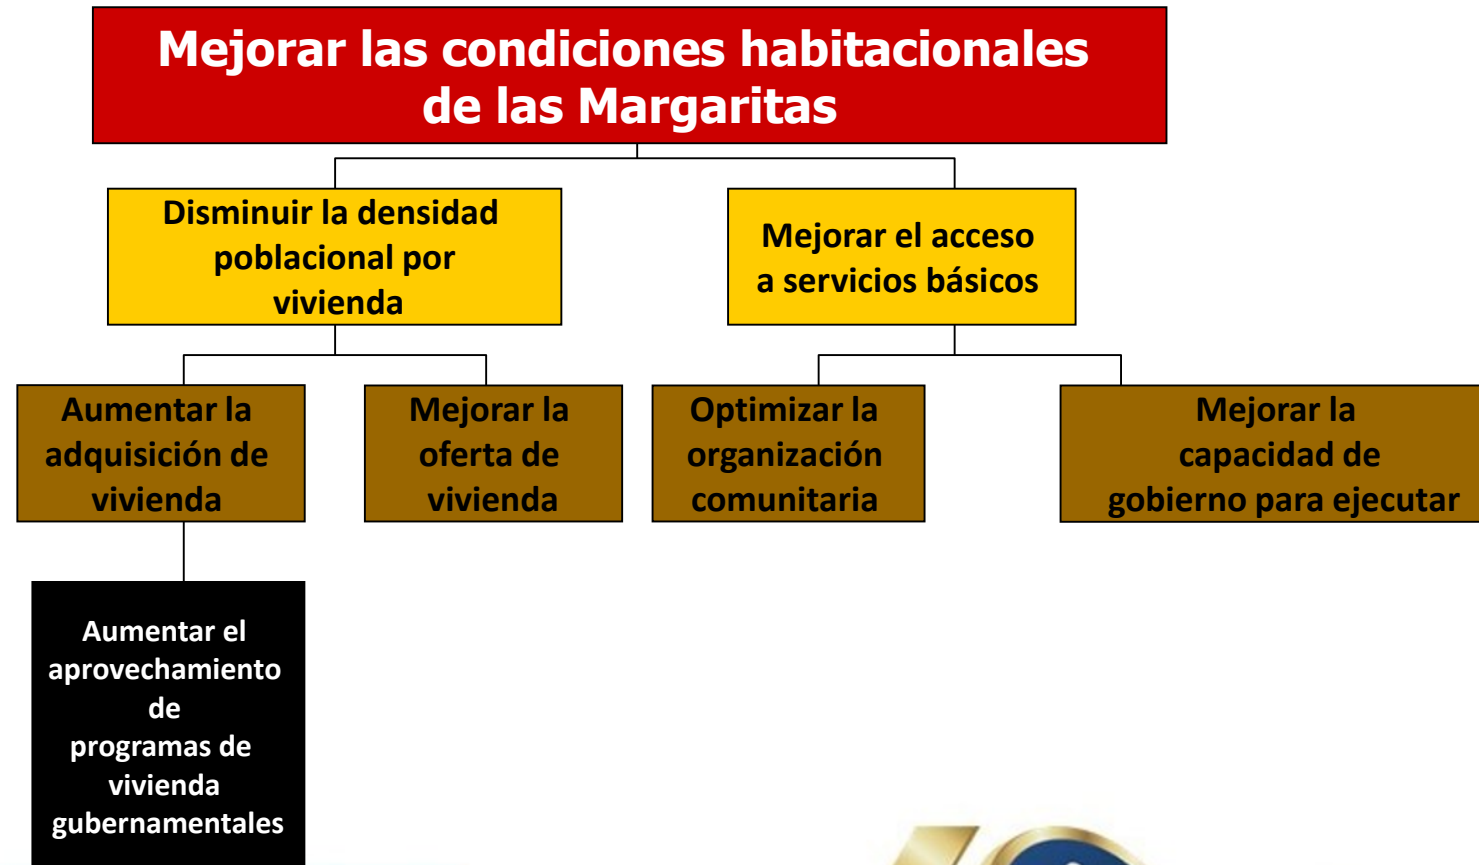 Mejorar las condiciones habitacionales
de las Margaritas
Disminuir la densidad
poblacional por
vivienda
Mejorar el acceso
a servicios básicos
Aumentar la
adquisición de
vivienda
Mejorar la
oferta de
vivienda
Optimizar la
organización
comunitaria
Mejorar la
capacidad de
gobierno para ejecutar
Aumentar el
aprovechamiento
de
programas de
vivienda
gubernamentales